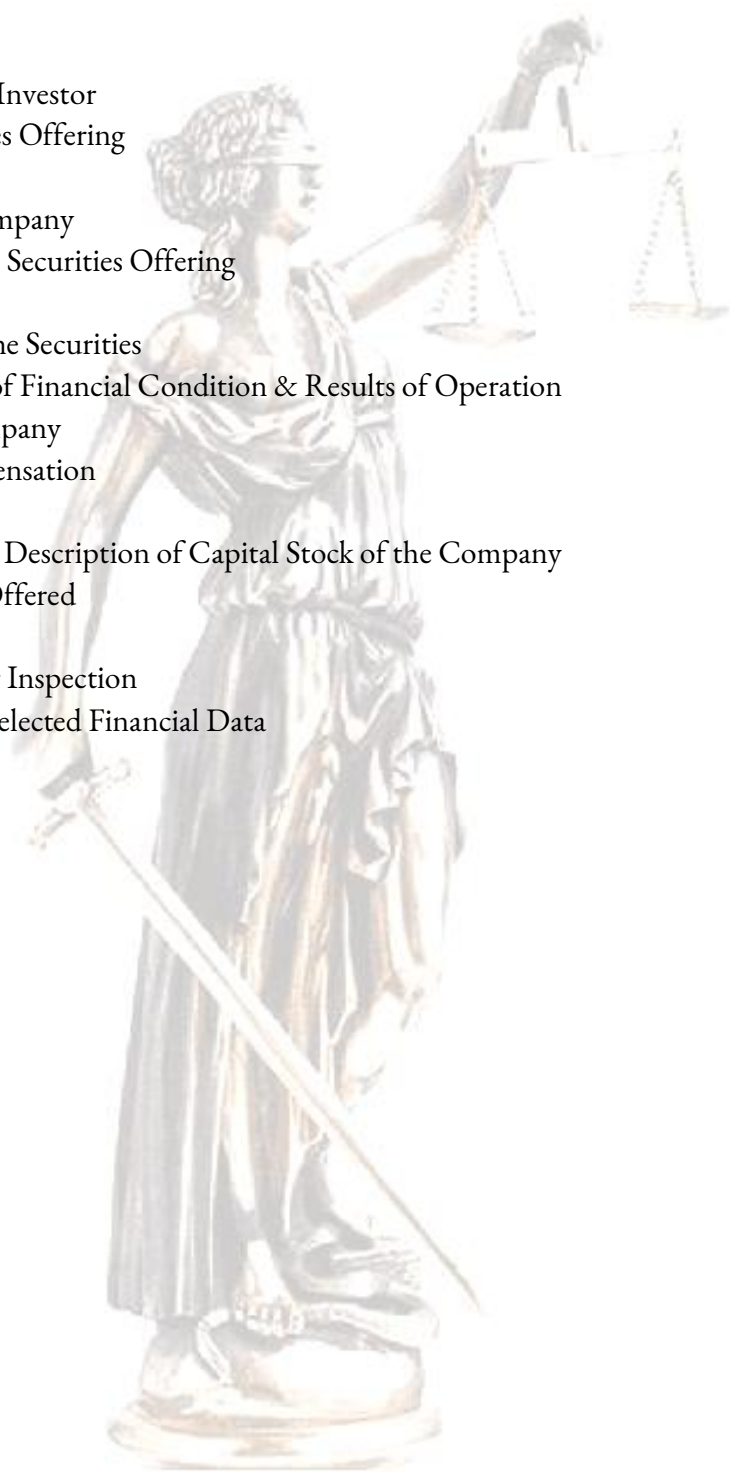 Investor
es Offering
mpany
Securities Offering
he Securities
of Financial Condition & Results of Operation
pany
ensation
Description of Capital Stock of the Company
Offered
Inspection
elected Financial Data